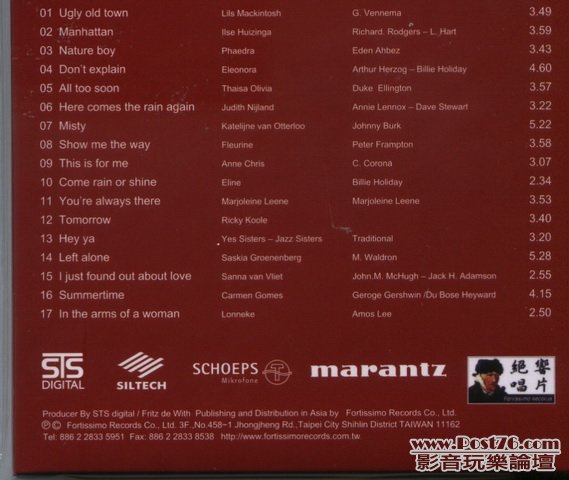 01 Ugly old town Lils Mackintosh G. Vennema 3.49
02 Manhattan Ilse Huizinga Richard. Rodgers – L. Hart 3.59
03 Nature boy Phaedra Eden Ahbez 3.43
04 Don't explain Eleonora Arthur Herzog – Billie Holiday 4.60
05 All too soon Thaisa Olivia Duke Ellington 3.57
06 Here comes the rain again Judith Nijland Annie Lennox – Dave Stewart 3.22
07 Misty Katelijne van Otterloo Johnny Burk 5.22
08 Show me the way Fleurine Peter Frampton 3.58
09 This is for me Anne Chris C. Corona 3.07
10 Come rain or shine Eline Billie Holiday 2.34
11 You're always there Marjoleine Leene Marjoleine Leene 3.53
12 Tomorrow Ricky Koole 3.40
13 Hey ya Yes Sisters – Jazz Sisters Traditional 3.20
14 Left alone Saskia Groenenberg M. Waldron 5.28
15 I just found out about love Sanna van Vliet John.M. McHugh – Jack H. Adamson 2.55
16 Summertime Carmen Gomes Geroge Gershwin /Du Bose Heyward 4.15
17 In the arms of a woman Lonneke Amos Lee 2.50
STS DIGITAL SILTECH SCHOEPS Mikrofone marantz 絕響唱片 Fortissimo Records
Producer By STS digital / Fritz de With Publishing and Distribution in Asia by Fortissimo Records Co., Ltd.
℗© Fortissimo Records Co., Ltd. 3F.,No.458-1 Jhongjheng Rd.,Taipei City Shihlin District TAIWAN 11162
Tel: 886 2 2833 5951 Fax: 886 2 2833 8538 http://www.fortissimorecords.com.tw
www.Post76.com
影音玩樂論壇